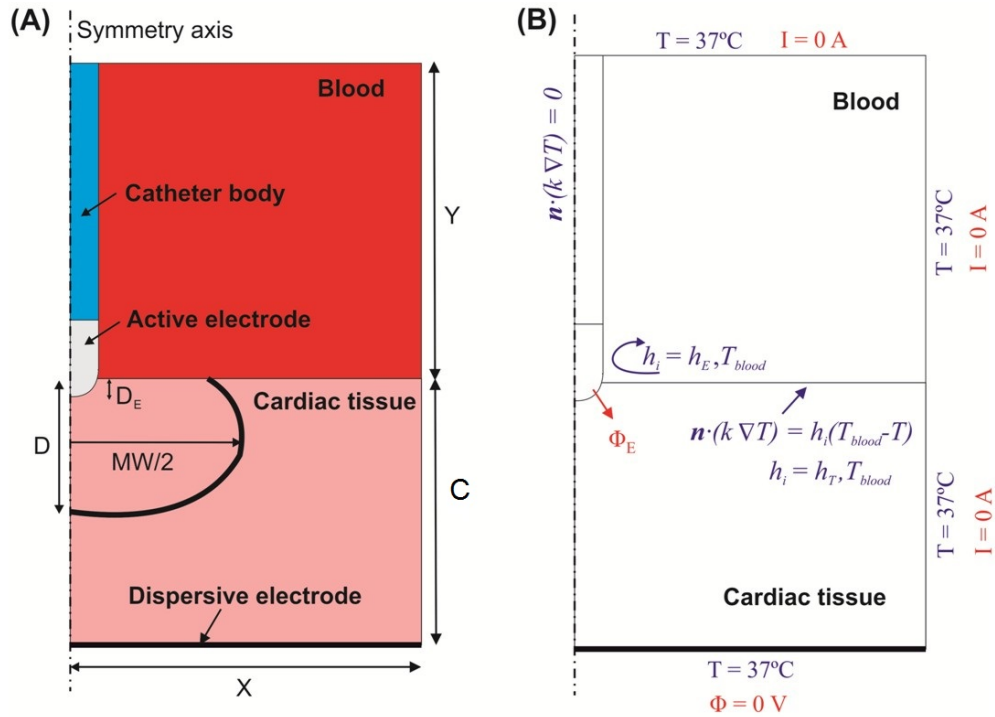 (A)
Symmetry axis
Blood
Catheter body
Y
Active electrode
D_E
Cardiac tissue
D
MW/2
C
Dispersive electrode
X
(B)
T = 37ºC I = 0 A
n·(k ∇T) = 0
Blood
T = 37ºC
I = 0 A
h_i = h_E, T_blood
Φ_E
n·(k ∇T) = h_i(T_blood-T)
h_i = h_T, T_blood
T = 37ºC
I = 0 A
Cardiac tissue
T = 37ºC
Φ = 0 V